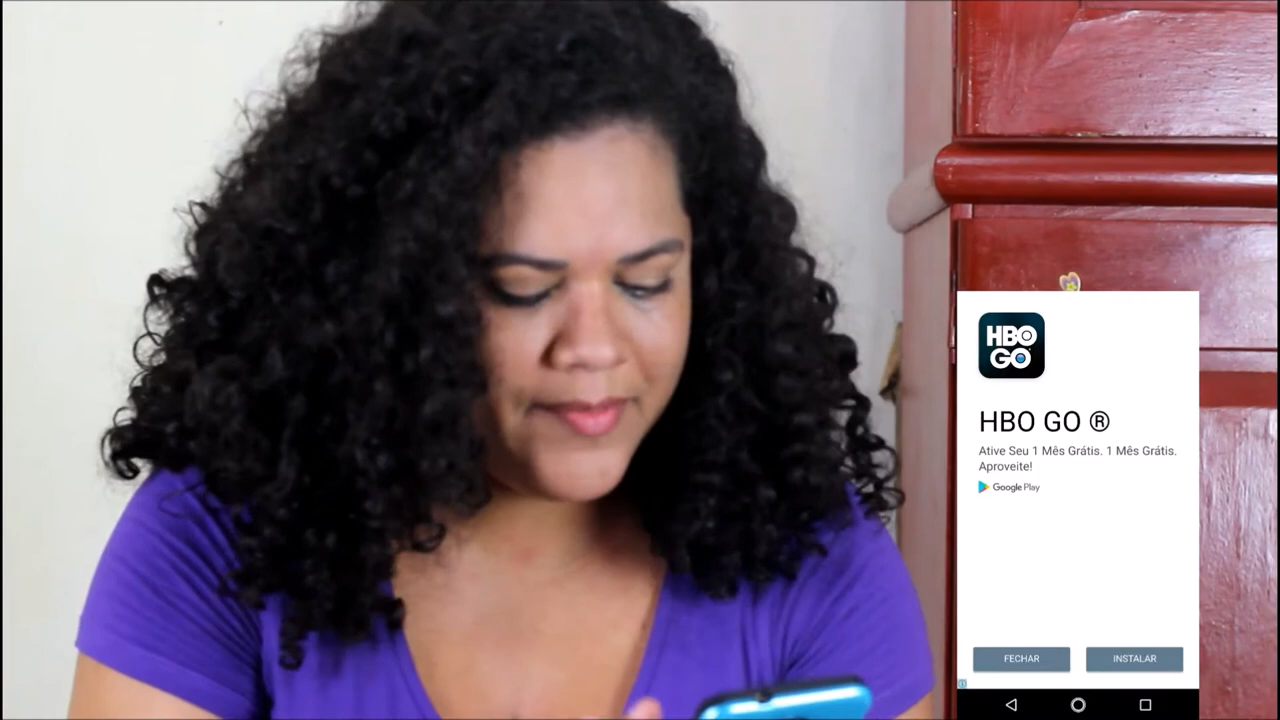 HBO
GO
HBO GO ®
Ative Seu 1 Mês Grátis. 1 Mês Grátis.
Aproveite!
Google Play
FECHAR
INSTALAR